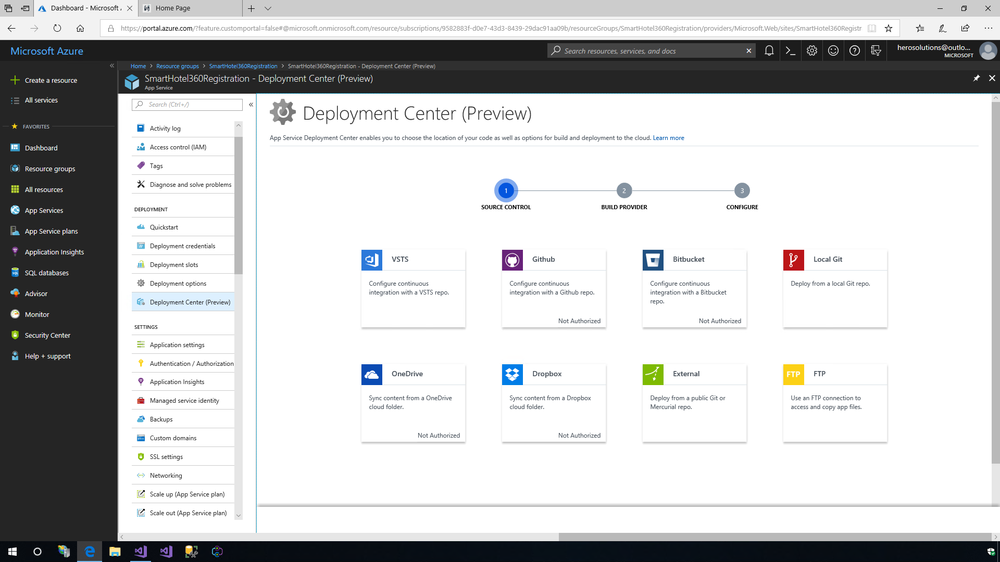 Dashboard - Microsoft A
Home Page
https://portal.azure.com/?feature.customportal=false#@microsoft.onmicrosoft.com/resource/subscriptions/9582883f-d0e7-43d3-8439-29dac91aa09b/resourceGroups/SmartHotel360Registration/providers/Microsoft.Web/sites/SmartHotel360Registr
Microsoft Azure
Search resources, services, and docs
herosolutions@outlo...
MICROSOFT
Home > Resource groups > SmartHotel360Registration > SmartHotel360Registration - Deployment Center (Preview)
SmartHotel360Registration - Deployment Center (Preview)
App Service
Create a resource
All services
FAVORITES
Dashboard
Resource groups
All resources
App Services
App Service plans
Application Insights
SQL databases
Advisor
Monitor
Security Center
Help + support
Search (Ctrl+/)
Activity log
Access control (IAM)
Tags
Diagnose and solve problems
DEPLOYMENT
Quickstart
Deployment credentials
Deployment slots
Deployment options
Deployment Center (Preview)
SETTINGS
Application settings
Authentication / Authorization
Application Insights
Managed service identity
Backups
Custom domains
SSL settings
Networking
Scale up (App Service plan)
Scale out (App Service plan)
Deployment Center (Preview)
App Service Deployment Center enables you to choose the location of your code as well as options for build and deployment to the cloud. Learn more
1
2
3
SOURCE CONTROL
BUILD PROVIDER
CONFIGURE
VSTS
Configure continuous
integration with a VSTS repo.
Github
Configure continuous
integration with a Github repo.
Not Authorized
Bitbucket
Configure continuous
integration with a Bitbucket
repo.
Not Authorized
Local Git
Deploy from a local Git repo.
OneDrive
Sync content from a OneDrive
cloud folder.
Not Authorized
Dropbox
Sync content from a Dropbox
cloud folder.
Not Authorized
External
Deploy from a public Git or
Mercurial repo.
FTP
FTP
Use an FTP connection to
access and copy app files.